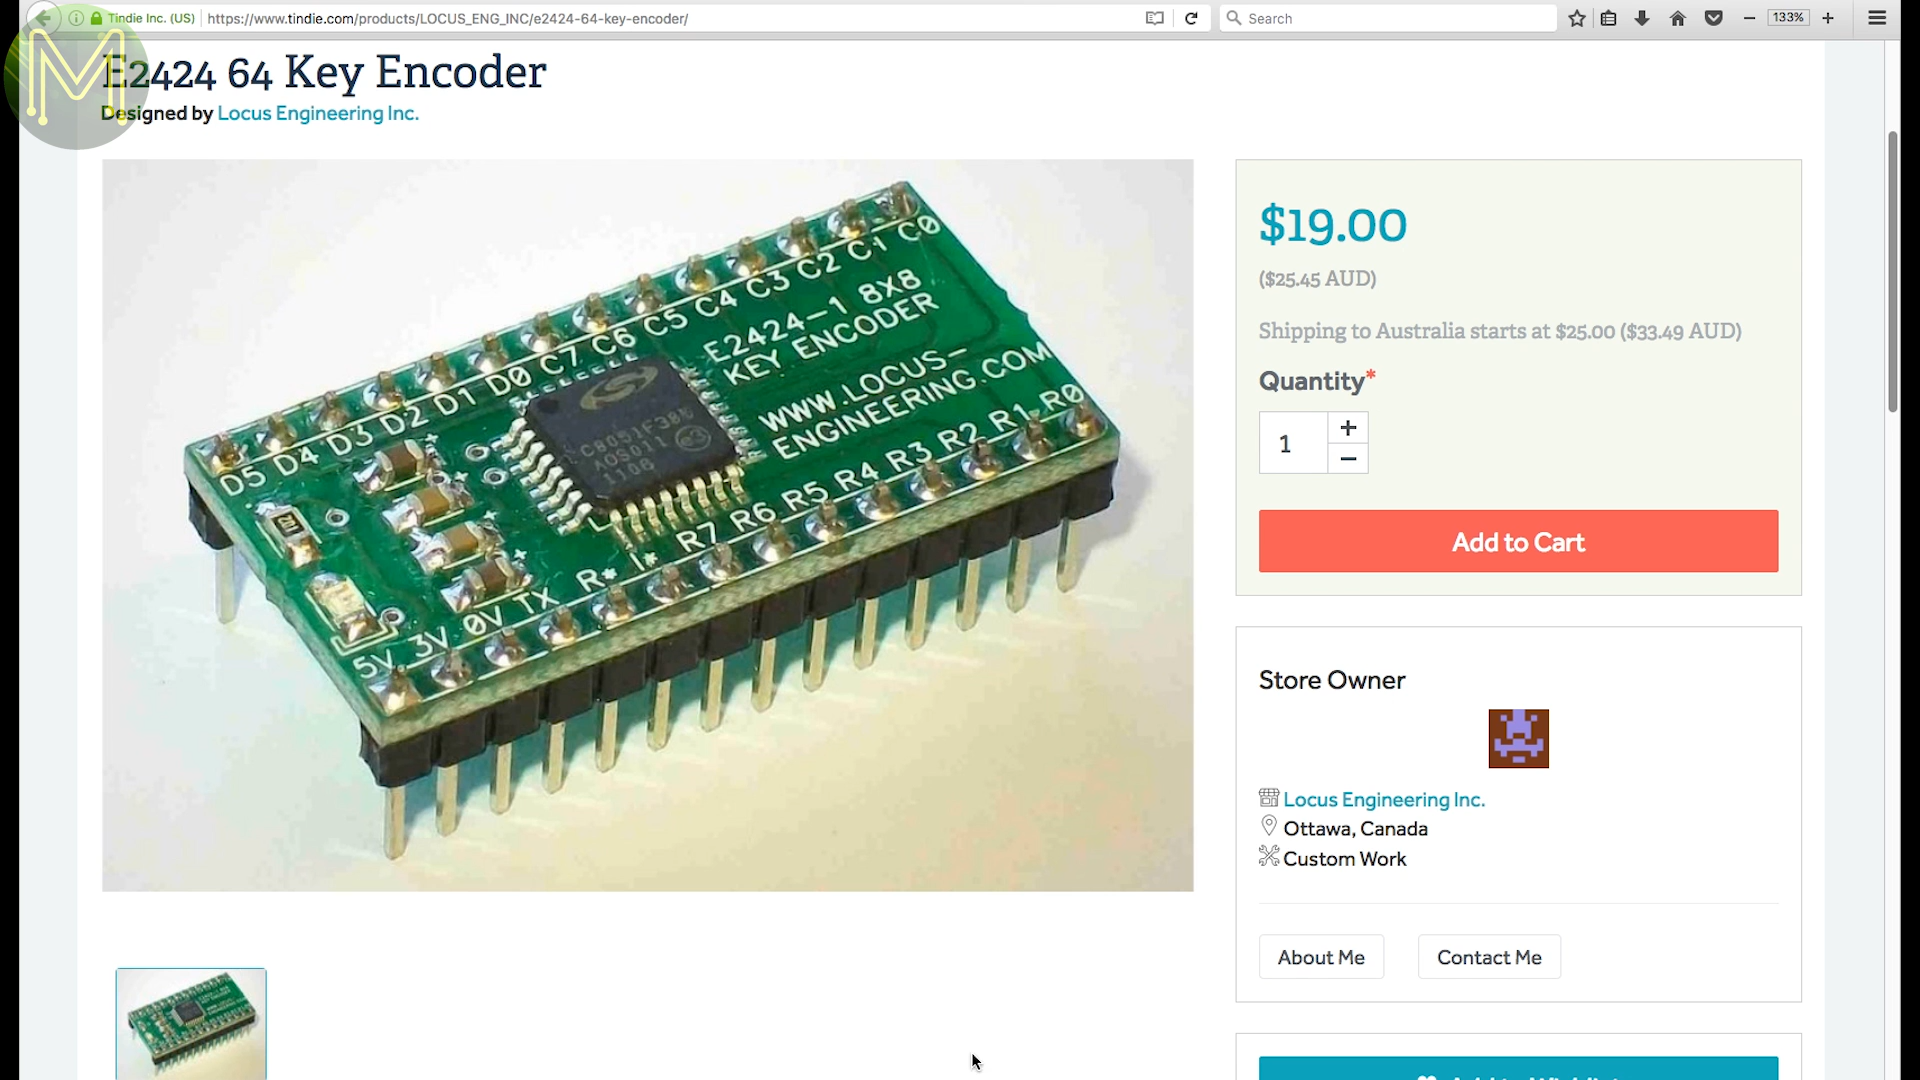 Tindie Inc. (US)
https://www.tindie.com/products/LOCUS_ENG_INC/e2424-64-key-encoder/
Search
133%
M
E2424 64 Key Encoder
Designed by Locus Engineering Inc.
D5 D4 D3 D2 D1 D0 C7 C6 C5 C4 C3 C2 C1 C0
E2424-1 8X8
KEY ENCODER
WWW.LOCUS-
ENGINEERING.COM
C8051F38E
A0S011
1108
e3
5V 3V 0V TX R* I* R7 R6 R5 R4 R3 R2 R1 R0
$19.00
($25.45 AUD)
Shipping to Australia starts at $25.00 ($33.49 AUD)
Quantity*
1
+
−
Add to Cart
Store Owner
Locus Engineering Inc.
Ottawa, Canada
Custom Work
About Me
Contact Me